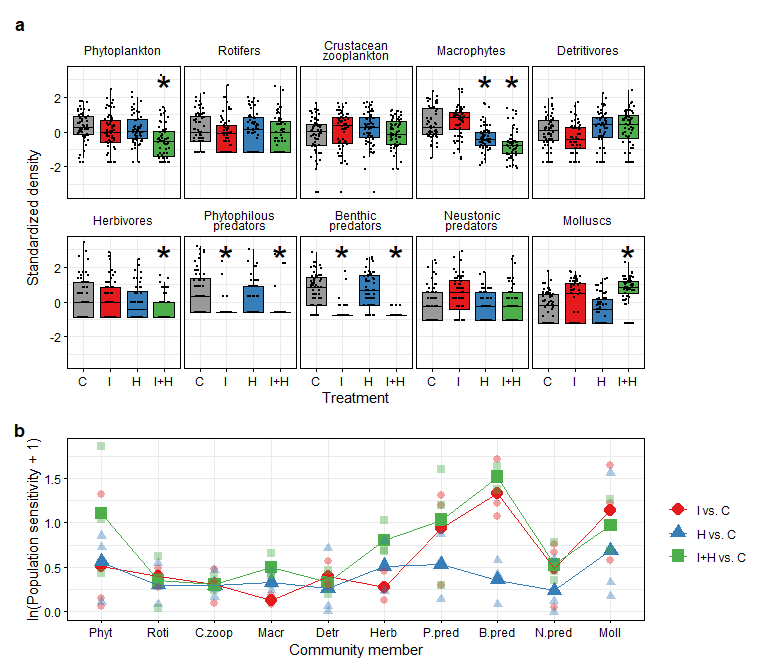 a
Phytoplankton
Rotifers
Crustacean
zooplankton
Macrophytes
Detritivores
*
* *
2
0
-2
Herbivores
Phytophilous
predators
Benthic
predators
Neustonic
predators
Molluscs
*
* *
* *
*
2
0
-2
Standardized density
C I H I+H
C I H I+H
C I H I+H
C I H I+H
C I H I+H
Treatment
b
ln(Population sensitivity + 1)
1.5
1.0
0.5
0.0
I vs. C
H vs. C
I+H vs. C
Phyt Roti C.zoop Macr Detr Herb P.pred B.pred N.pred Moll
Community member